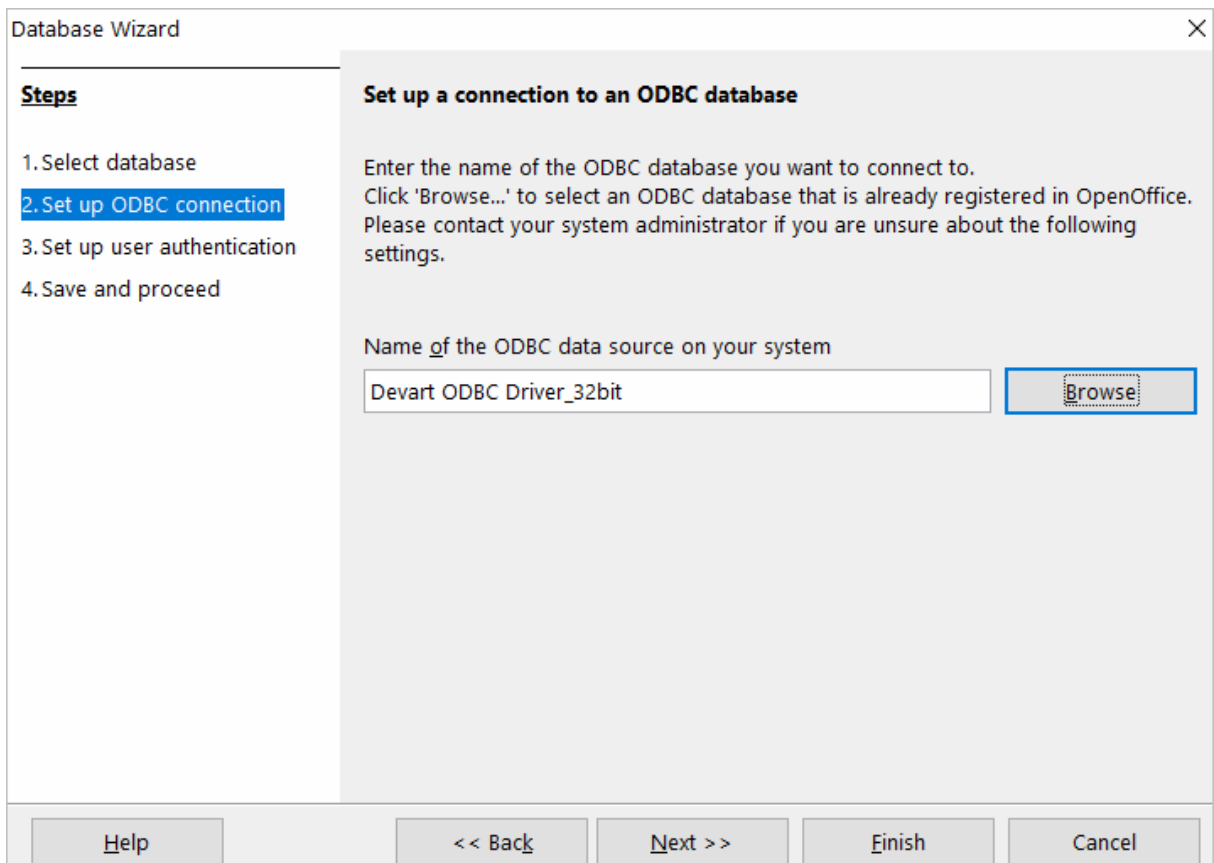 Database Wizard
Steps
1. Select database
2. Set up ODBC connection
3. Set up user authentication
4. Save and proceed
Set up a connection to an ODBC database
Enter the name of the ODBC database you want to connect to.
Click 'Browse...' to select an ODBC database that is already registered in OpenOffice.
Please contact your system administrator if you are unsure about the following
settings.
Name of the ODBC data source on your system
Devart ODBC Driver_32bit
Browse
Help
<< Back
Next >>
Finish
Cancel